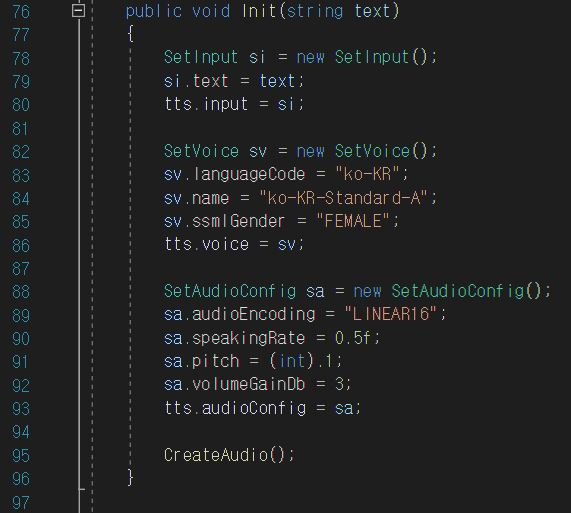 76 public void Init(string text)
77 {
78 SetInput si = new SetInput();
79 si.text = text;
80 tts.input = si;
81
82 SetVoice sv = new SetVoice();
83 sv.languageCode = "ko-KR";
84 sv.name = "ko-KR-Standard-A";
85 sv.ssmlGender = "FEMALE";
86 tts.voice = sv;
87
88 SetAudioConfig sa = new SetAudioConfig();
89 sa.audioEncoding = "LINEAR16";
90 sa.speakingRate = 0.5f;
91 sa.pitch = (int).1;
92 sa.volumeGainDb = 3;
93 tts.audioConfig = sa;
94
95 CreateAudio();
96 }
97